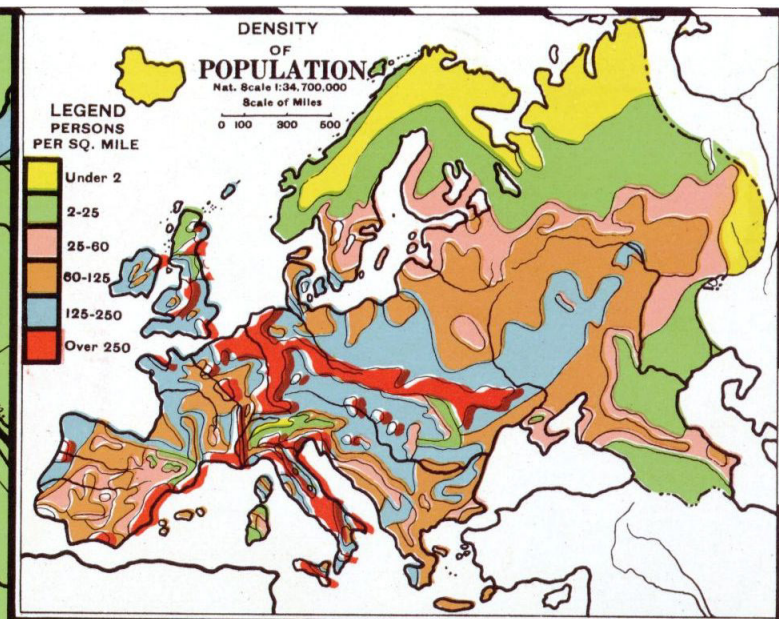 DENSITY
OF
POPULATION
Nat. Scale 1:34,700,000
Scale of Miles
0 100 300 500
LEGEND
PERSONS
PER SQ. MILE
Under 2
2-25
25-60
60-125
125-250
Over 250